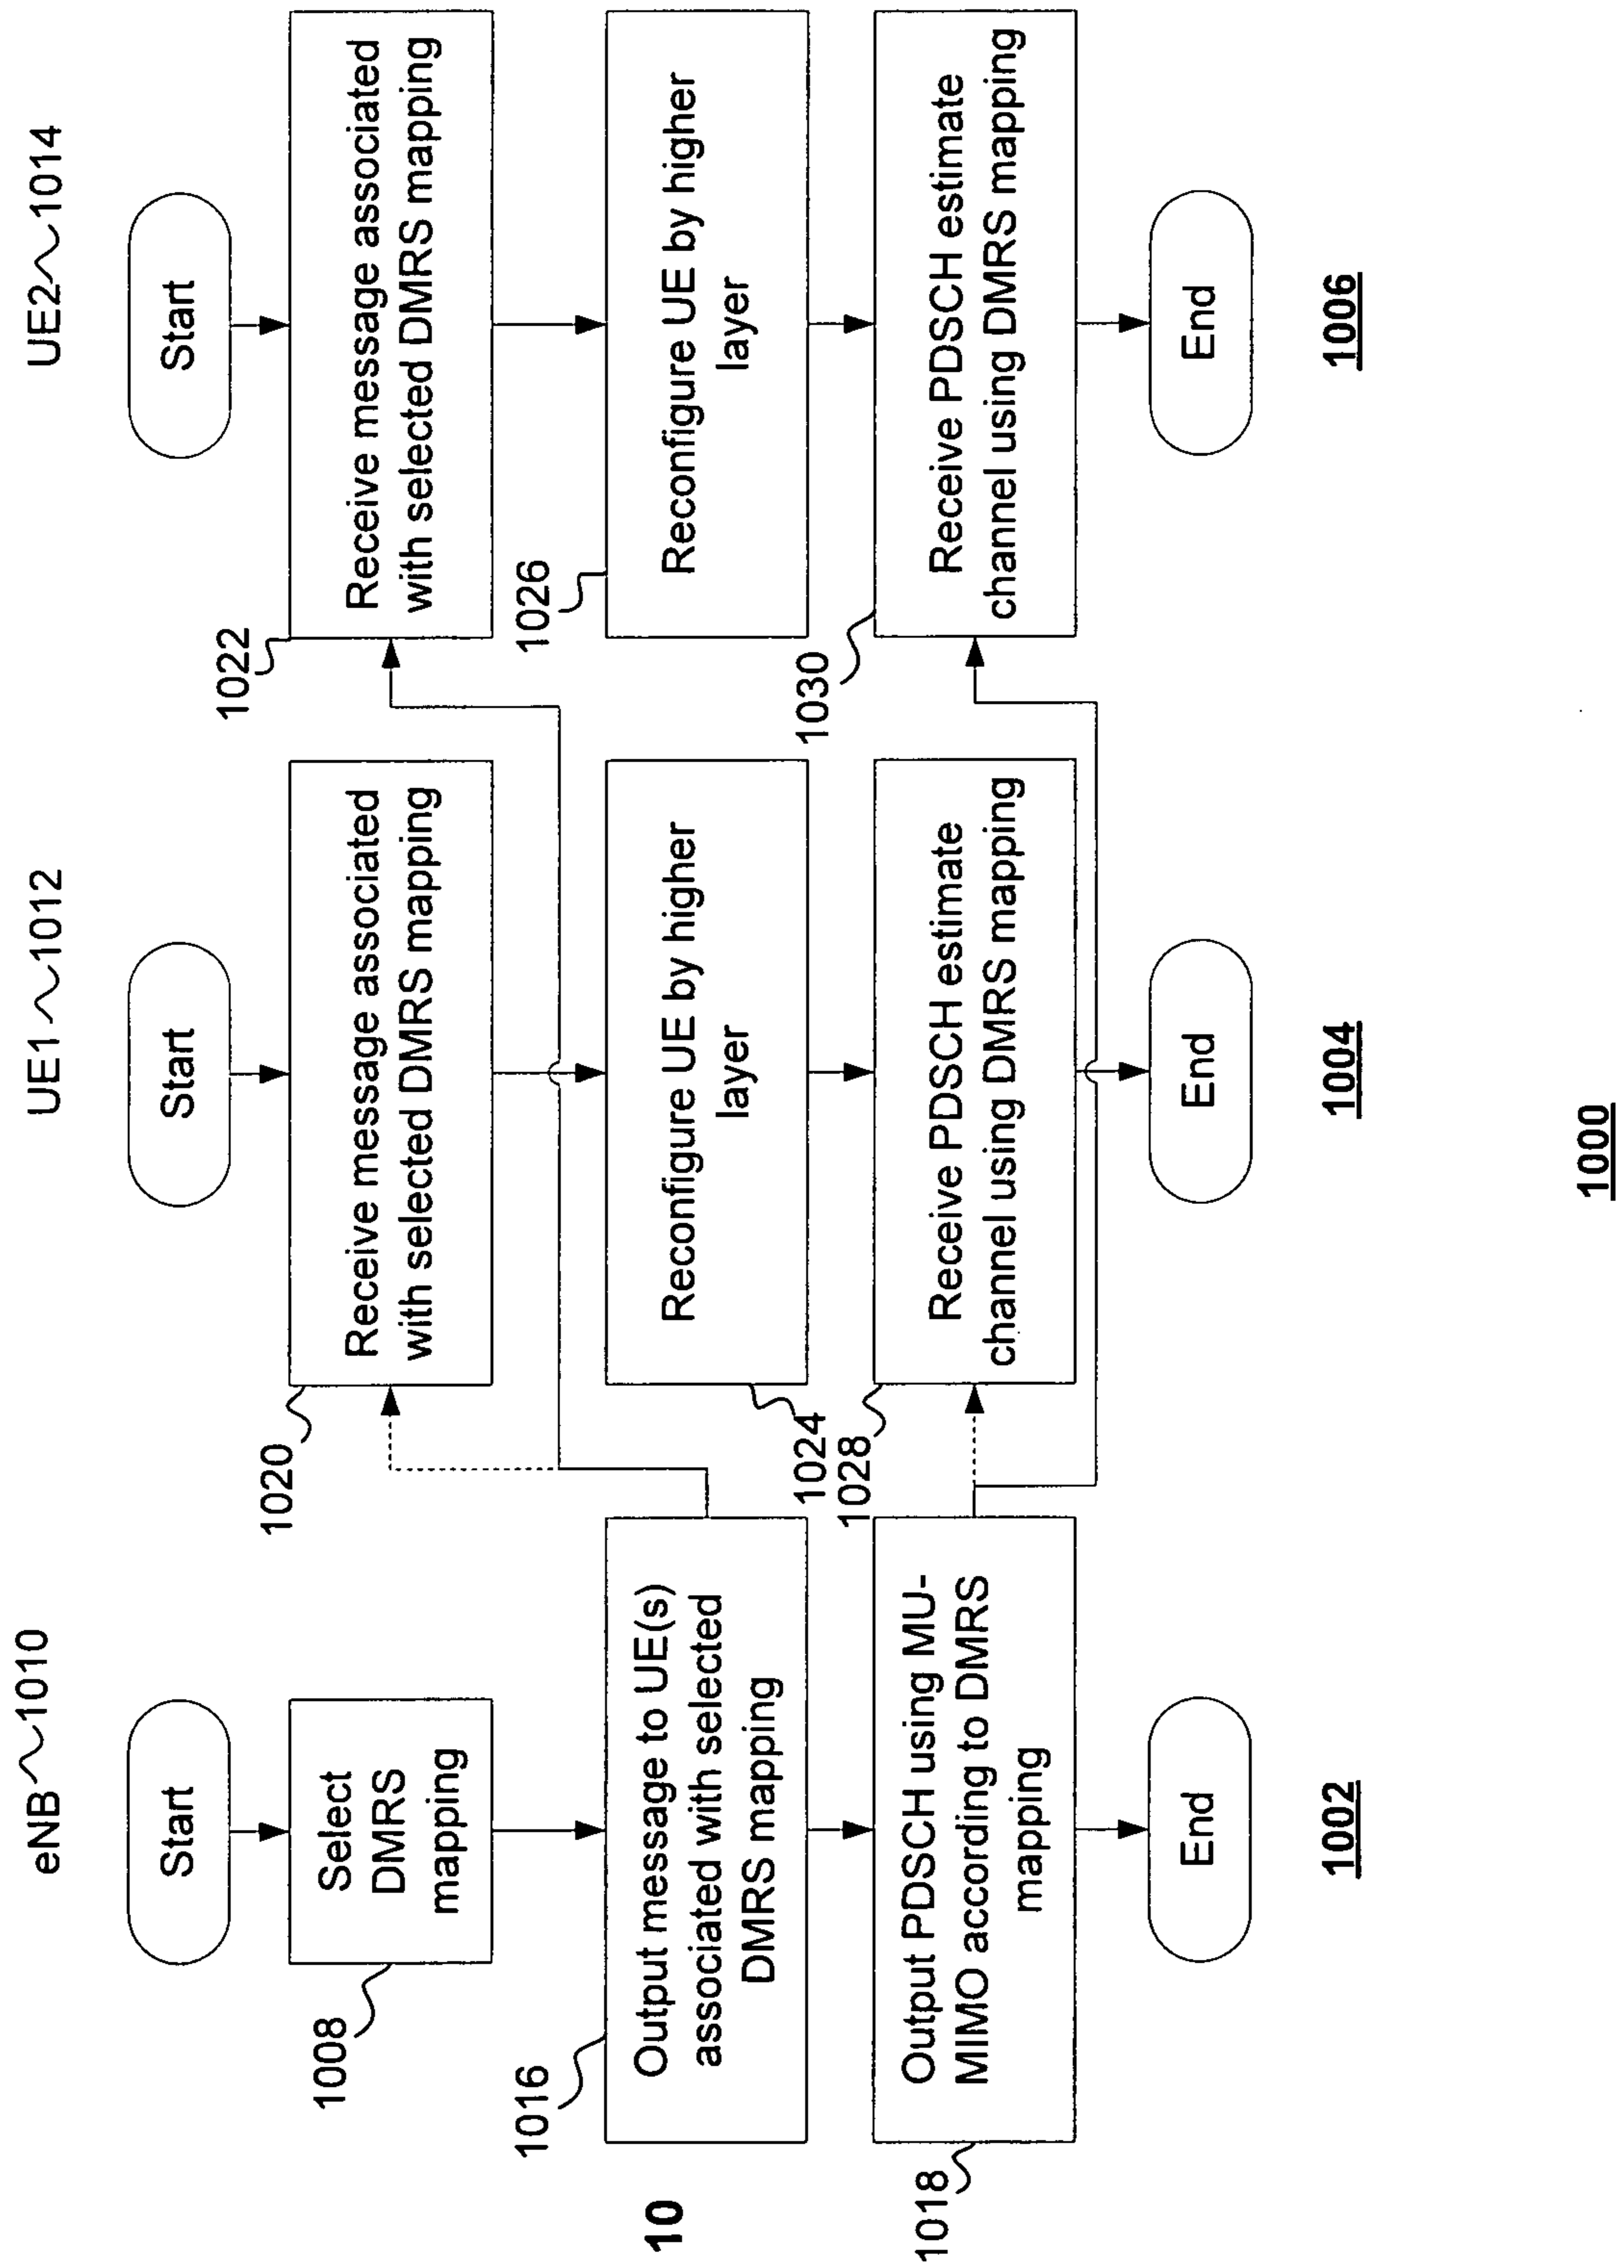 eNB 1010
Start
1008
Select
DMRS
mapping
1016
Output message to UE(s)
associated with selected
DMRS mapping
1018
Output PDSCH using MU-
MIMO according to DMRS
mapping
End
1002
UE1 1012
Start
1020
Receive message associated
with selected DMRS mapping
1024
Reconfigure UE by higher
layer
1028
Receive PDSCH estimate
channel using DMRS mapping
End
1004
UE2 1014
Start
1022
Receive message associated
with selected DMRS mapping
1026
Reconfigure UE by higher
layer
1030
Receive PDSCH estimate
channel using DMRS mapping
End
1006
10
1000